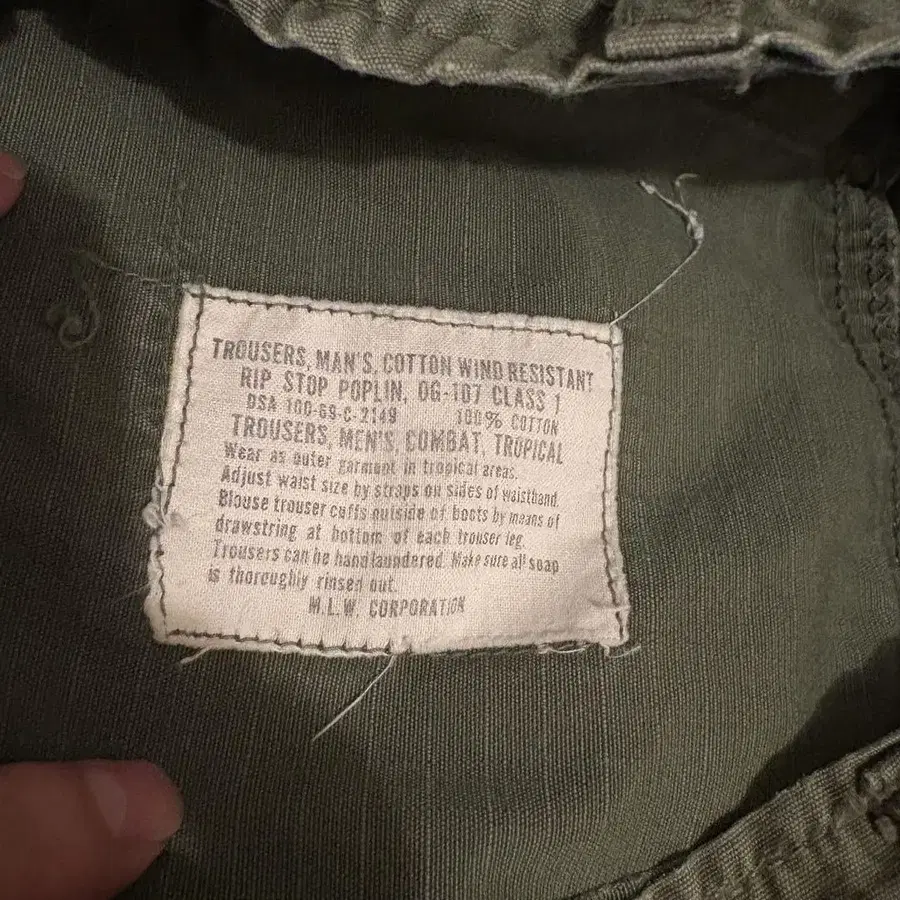 TROUSERS, MAN'S, COTTON WIND RESISTANT
RIP STOP POPLIN, OG-107 CLASS 1
DSA 100-69-C-2149 100% COTTON
TROUSERS, MEN'S, COMBAT, TROPICAL
Wear as outer garment in tropical areas.
Adjust waist size by straps on sides of waistband.
Blouse trouser cuffs outside of boots by means of
drawstring at bottom of each trouser leg.
Trousers can be handlaundered. Make sure all soap
is thoroughly rinsed out.
M.L.W. CORPORATION